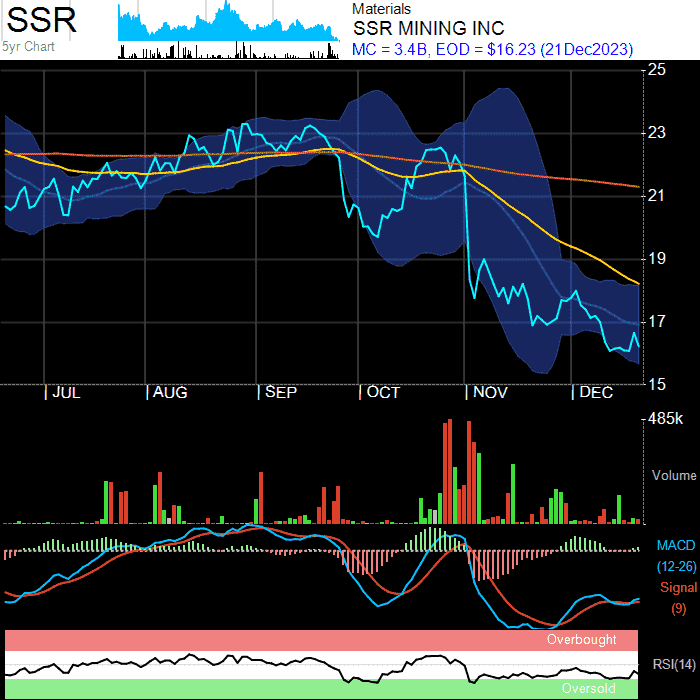 SSR
5yr Chart
Materials
SSR MINING INC
MC = 3.4B, EOD = $16.23 (21Dec2023)
25
23
21
19
17
15
| JUL | AUG | SEP | OCT | NOV | DEC
485k
Volume
MACD
(12-26)
Signal
(9)
Overbought
RSI(14)
Oversold